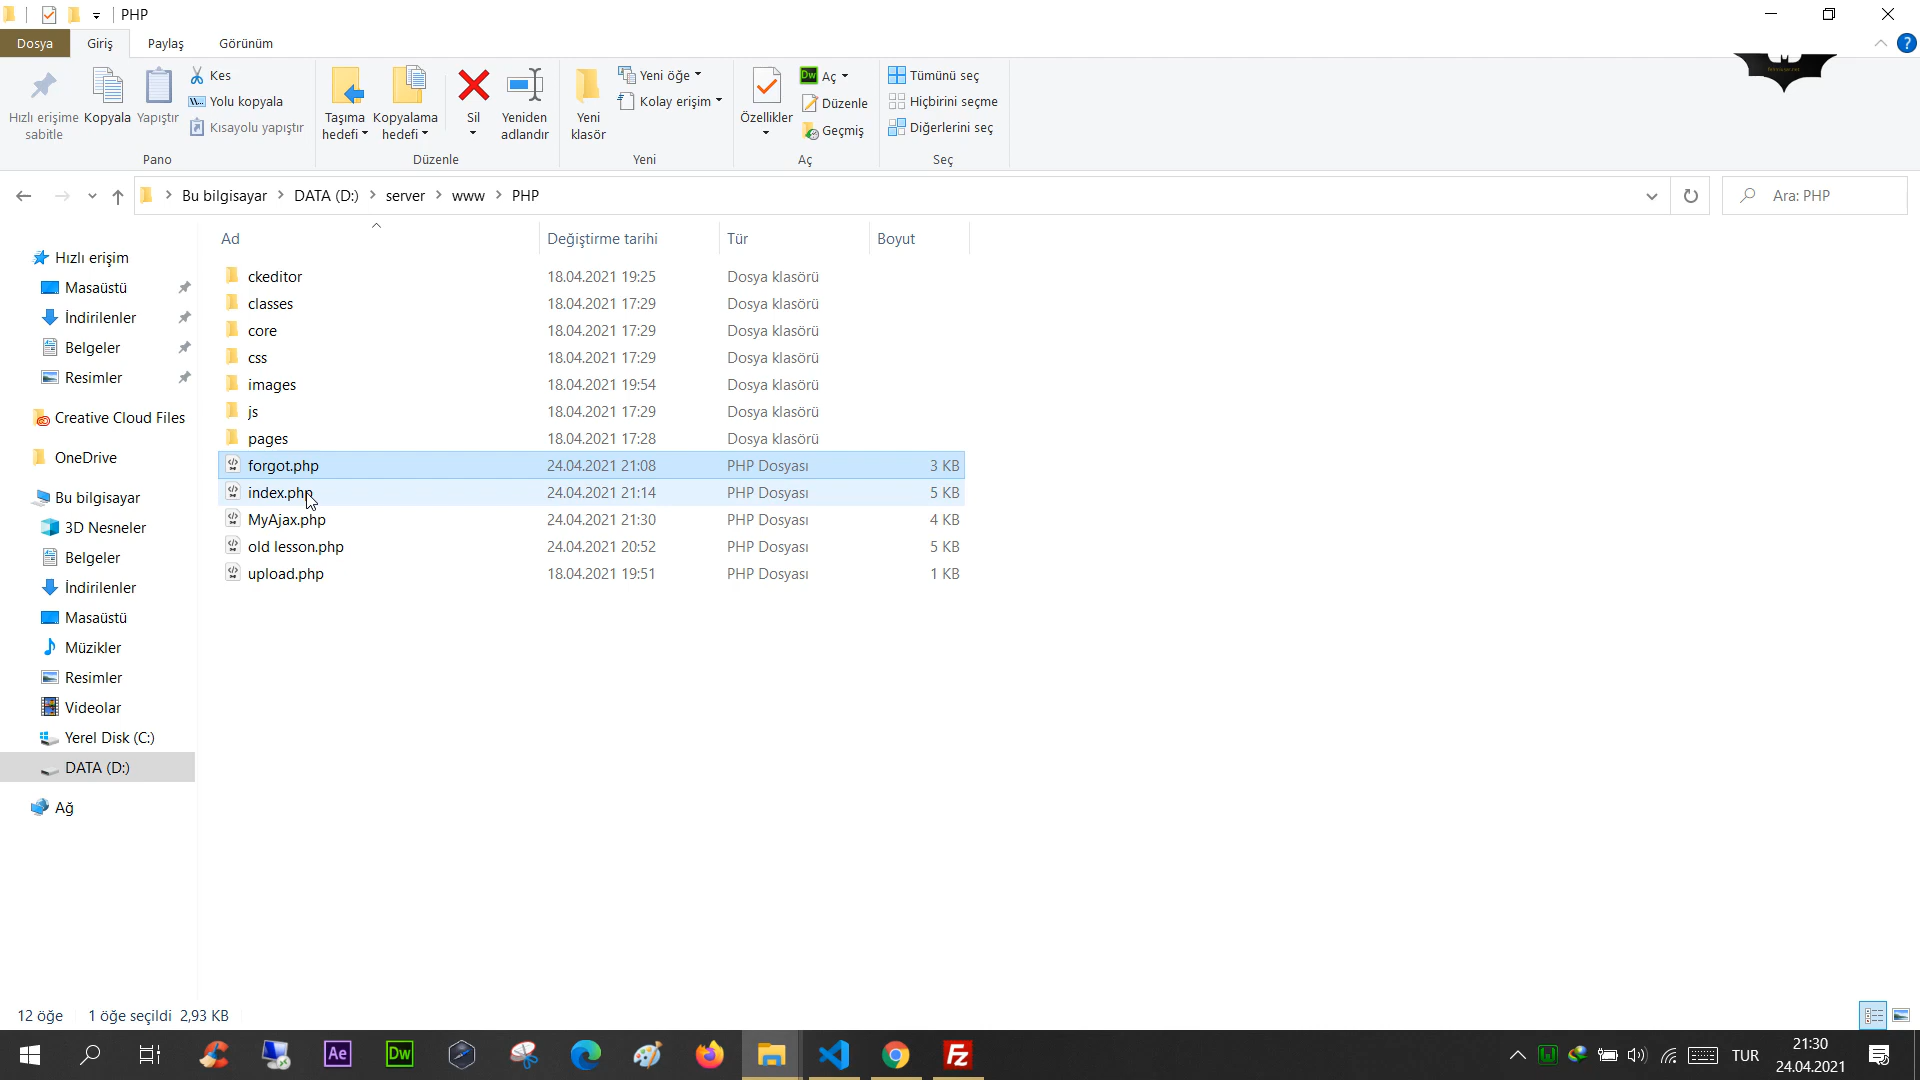 PHP
Dosya Giriş Paylaş Görünüm
Hızlı erişime sabitle
Kopyala
Yapıştır
Kes
Yolu kopyala
Kısayolu yapıştır
Taşıma hedefi
Kopyalama hedefi
Sil
Yeniden adlandır
Yeni klasör
Yeni öğe
Kolay erişim
Özellikler
Aç
Düzenle
Geçmiş
Tümünü seç
Hiçbirini seçme
Diğerlerini seç
Pano Düzenle Yeni Aç Seç
Bu bilgisayar > DATA (D:) > server > www > PHP
Ara: PHP
Ad Değiştirme tarihi Tür Boyut
ckeditor 18.04.2021 19:25 Dosya klasörü
classes 18.04.2021 17:29 Dosya klasörü
core 18.04.2021 17:29 Dosya klasörü
css 18.04.2021 17:29 Dosya klasörü
images 18.04.2021 19:54 Dosya klasörü
js 18.04.2021 17:29 Dosya klasörü
pages 18.04.2021 17:28 Dosya klasörü
forgot.php 24.04.2021 21:08 PHP Dosyası 3 KB
index.php 24.04.2021 21:14 PHP Dosyası 5 KB
MyAjax.php 24.04.2021 21:30 PHP Dosyası 4 KB
old lesson.php 24.04.2021 20:52 PHP Dosyası 5 KB
upload.php 18.04.2021 19:51 PHP Dosyası 1 KB
Hızlı erişim
Masaüstü
İndirilenler
Belgeler
Resimler
Creative Cloud Files
OneDrive
Bu bilgisayar
3D Nesneler
Belgeler
İndirilenler
Masaüstü
Müzikler
Resimler
Videolar
Yerel Disk (C:)
DATA (D:)
Ağ
12 öğe 1 öğe seçildi 2,93 KB
Ae Dw Fz
TUR
21:30
24.04.2021